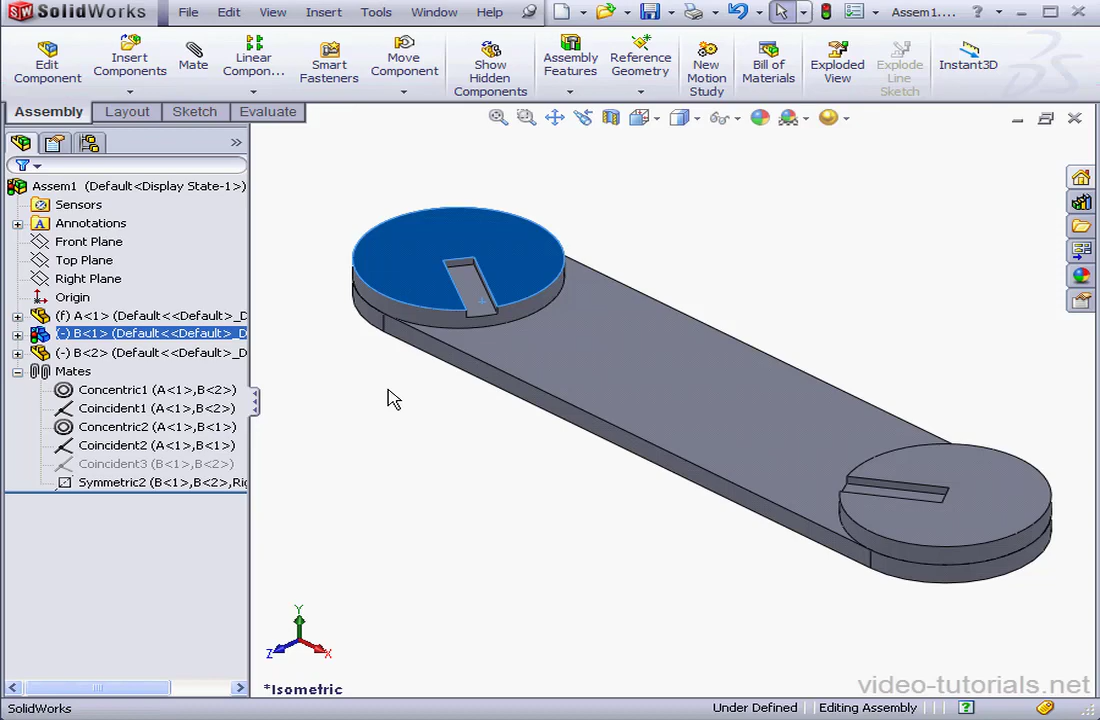 SolidWorks File Edit View Insert Tools Window Help Assem1.... ?
Edit Component
Insert Components
Mate
Linear Compon...
Smart Fasteners
Move Component
Show Hidden Components
Assembly Features
Reference Geometry
New Motion Study
Bill of Materials
Exploded View
Explode Line Sketch
Instant3D
Assembly Layout Sketch Evaluate
Assem1 (Default<Display State-1>)
Sensors
A Annotations
Front Plane
Top Plane
Right Plane
Origin
(f) A<1> (Default<<Default>_D
(-) B<1> (Default<<Default>_D
(-) B<2> (Default<<Default>_D
Mates
Concentric1 (A<1>,B<2>)
Coincident1 (A<1>,B<2>)
Concentric2 (A<1>,B<1>)
Coincident2 (A<1>,B<1>)
Coincident3 (B<1>,B<2>)
Symmetric2 (B<1>,B<2>,Rig
Y
Z X
*Isometric
video-tutorials.net
SolidWorks Under Defined Editing Assembly ?